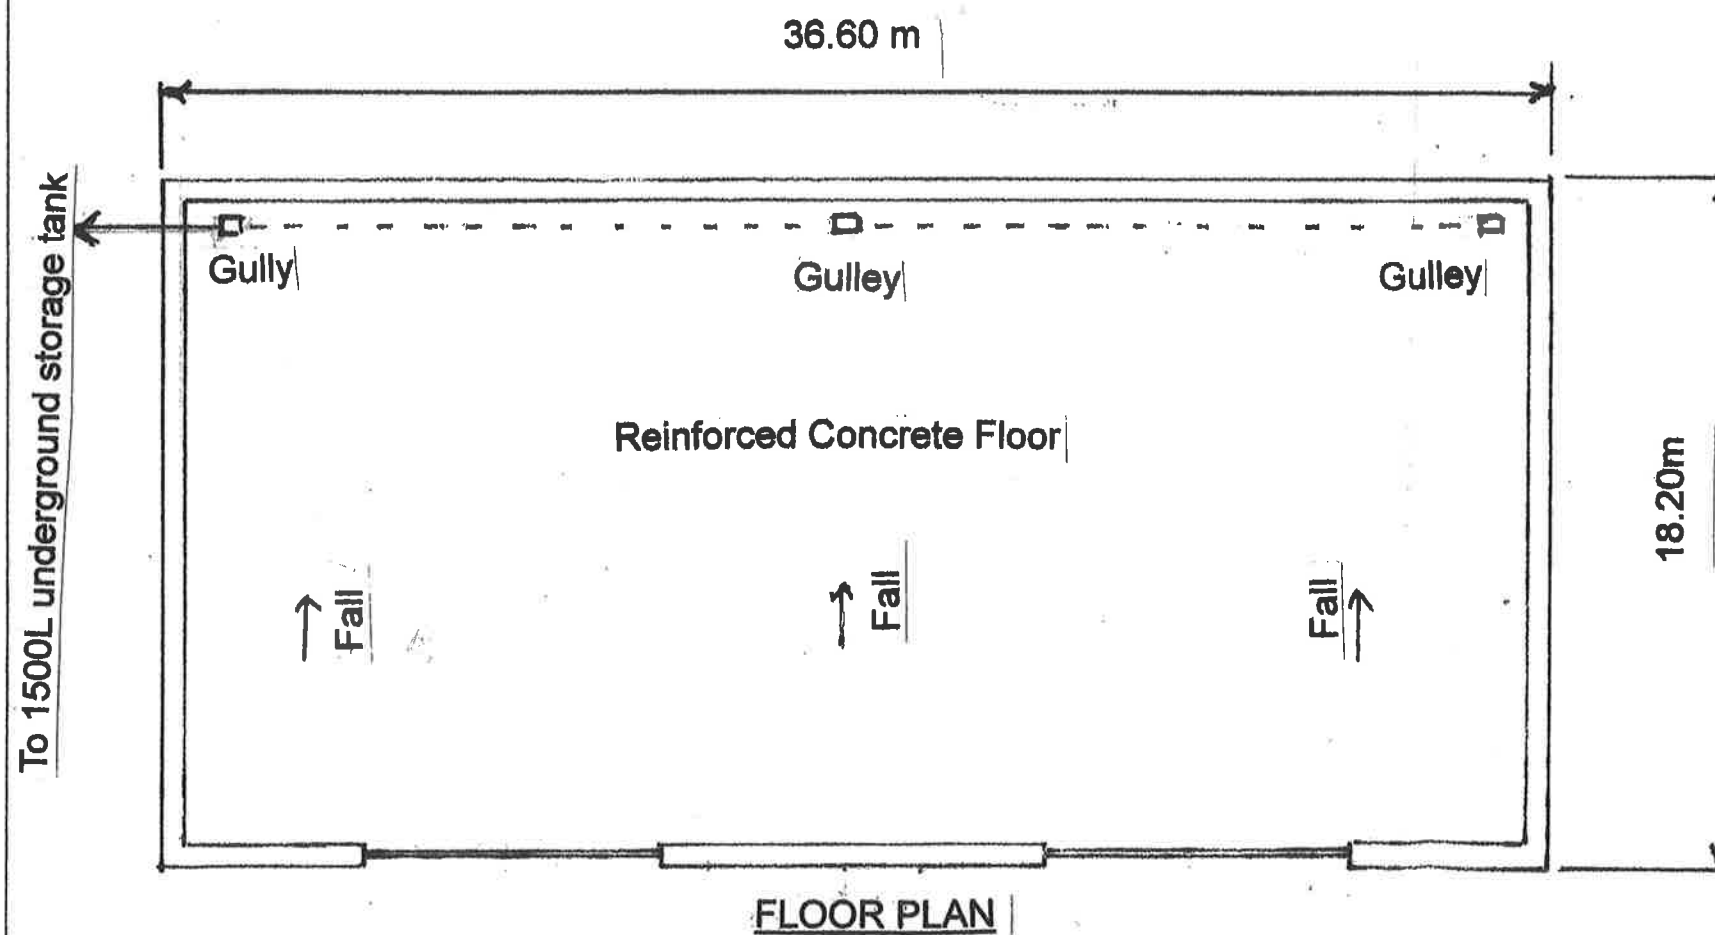 36.60 m
To 1500L underground storage tank
Gully
Gulley
Gulley
Reinforced Concrete Floor
18.20m
Fall
Fall
Fall
FLOOR PLAN